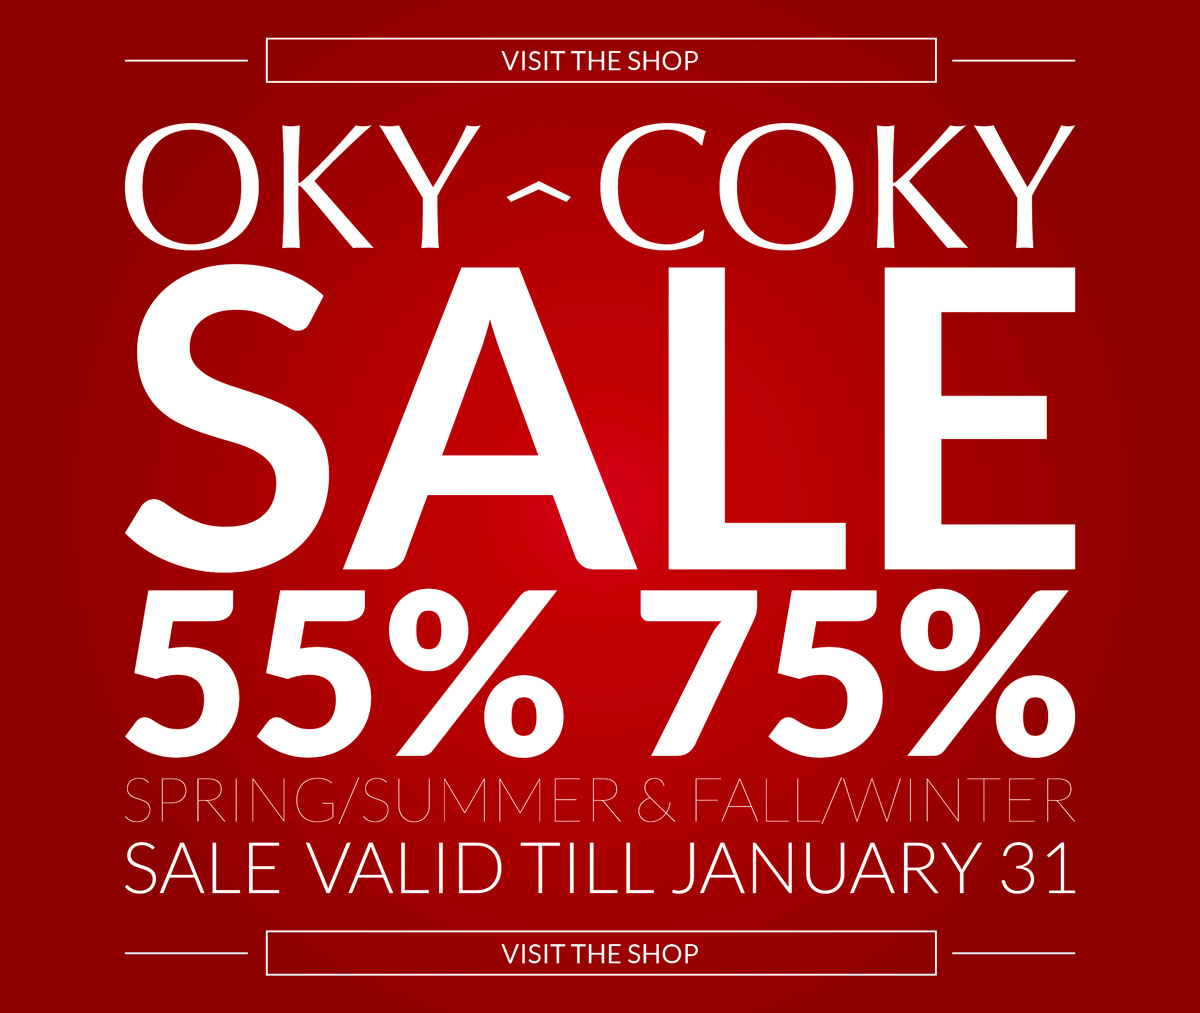 VISIT THE SHOP
OKY ^ COKY
SALE
55% 75%
SPRING/SUMMER & FALL/WINTER
SALE VALID TILL JANUARY 31
VISIT THE SHOP